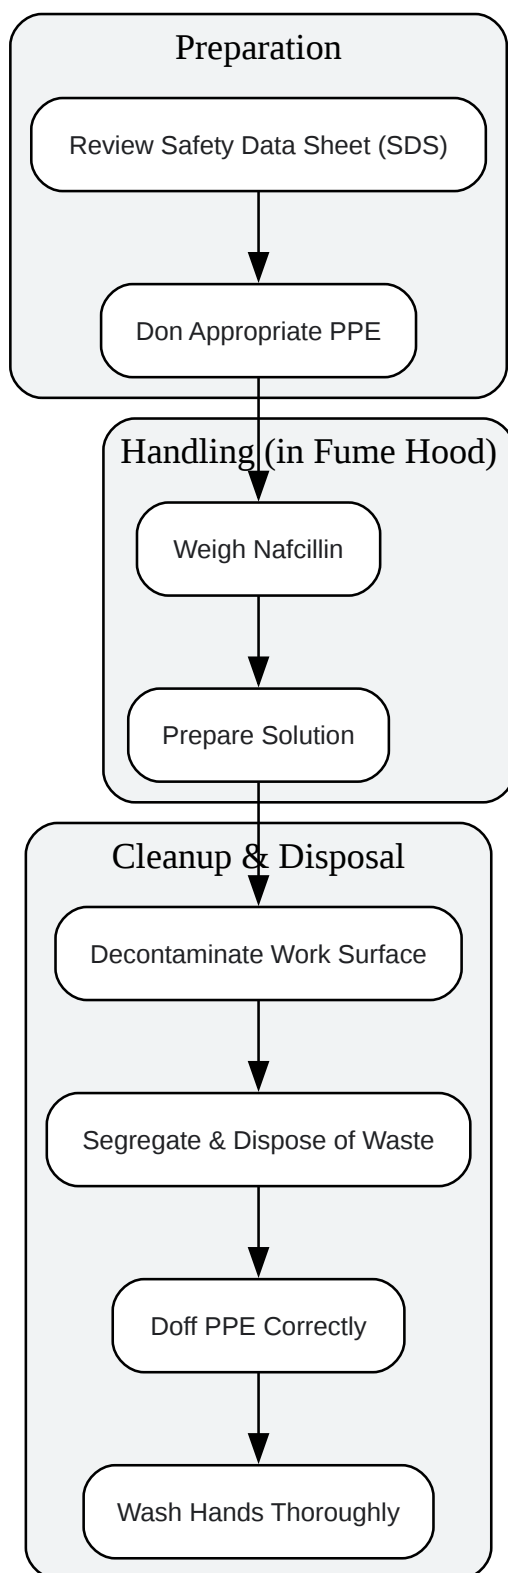 Preparation
Review Safety Data Sheet (SDS)
Don Appropriate PPE
Handling (in Fume Hood)
Weigh Nafcillin
Prepare Solution
Cleanup & Disposal
Decontaminate Work Surface
Segregate & Dispose of Waste
Doff PPE Correctly
Wash Hands Thoroughly